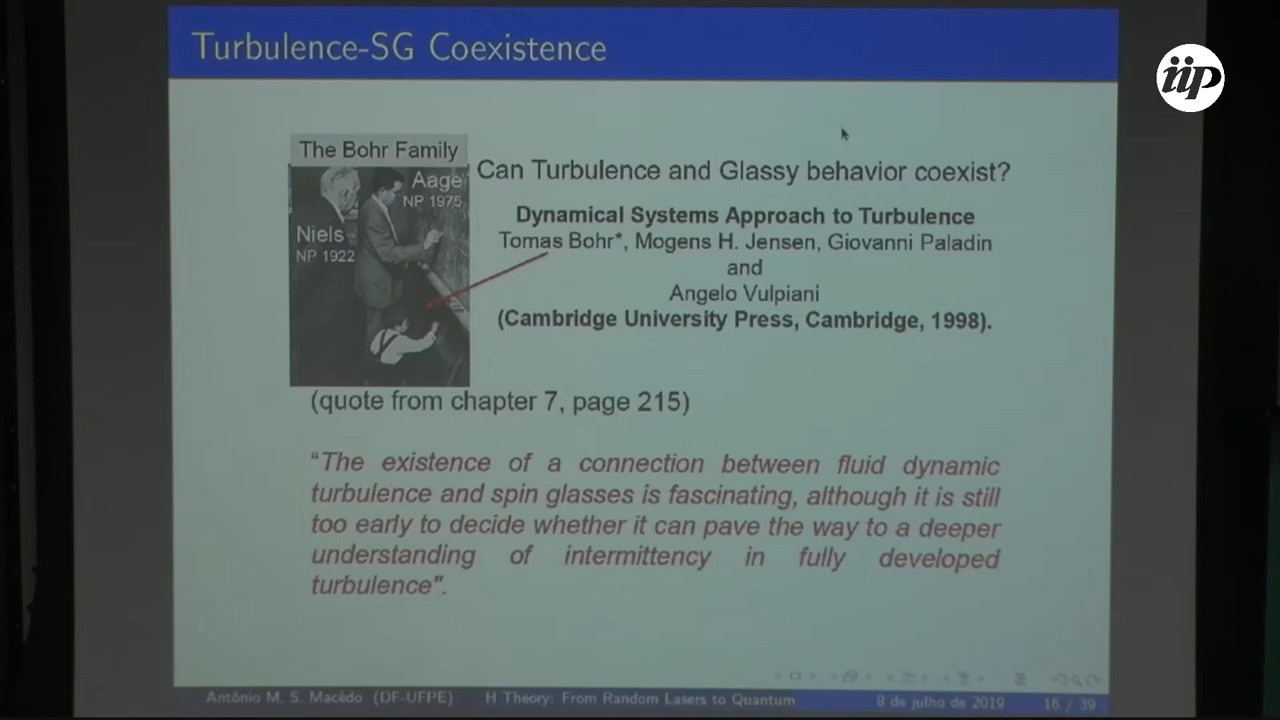 Turbulence-SG Coexistence
iip
The Bohr Family
Aage
NP 1975
Niels
NP 1922
Can Turbulence and Glassy behavior coexist?
Dynamical Systems Approach to Turbulence
Tomas Bohr*, Mogens H. Jensen, Giovanni Paladin
and
Angelo Vulpiani
(Cambridge University Press, Cambridge, 1998).
(quote from chapter 7, page 215)
“The existence of a connection between fluid dynamic
turbulence and spin glasses is fascinating, although it is still
too early to decide whether it can pave the way to a deeper
understanding of intermittency in fully developed
turbulence".
Antônio M. S. Macêdo (DF-UFPE) H Theory: From Random Lasers to Quantum 8 de julho de 2019 16 / 39